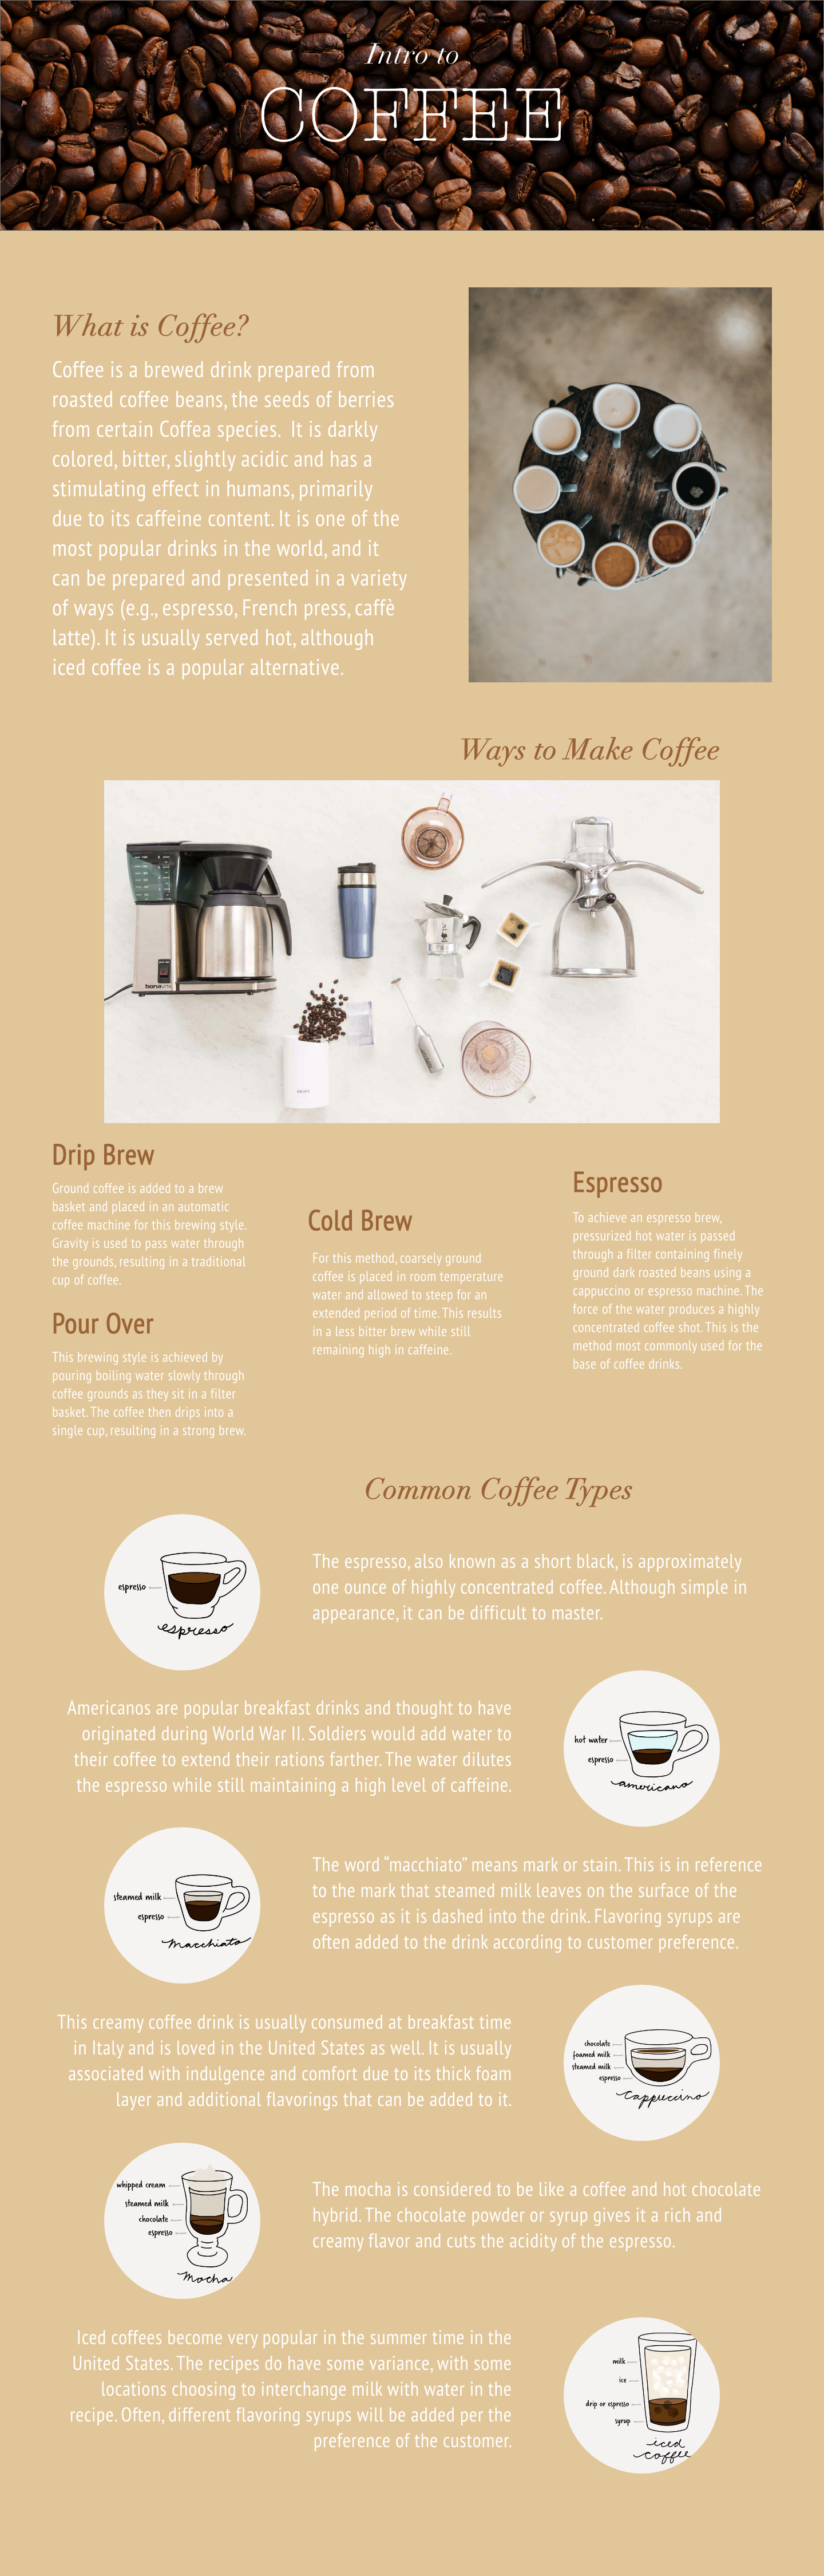 Intro to
COFFEE
What is Coffee?
Coffee is a brewed drink prepared from
roasted coffee beans, the seeds of berries
from certain Coffea species.  It is darkly
colored, bitter, slightly acidic and has a
stimulating effect in humans, primarily
due to its caffeine content. It is one of the
most popular drinks in the world, and it
can be prepared and presented in a variety
of ways (e.g., espresso, French press, caffè
latte). It is usually served hot, although
iced coffee is a popular alternative.
Ways to Make Coffee
bonavita
Drip Brew
Ground coffee is added to a brew
basket and placed in an automatic
coffee machine for this brewing style.
Gravity is used to pass water through
the grounds, resulting in a traditional
cup of coffee.
Pour Over
This brewing style is achieved by
pouring boiling water slowly through
coffee grounds as they sit in a filter
basket. The coffee then drips into a
single cup, resulting in a strong brew.
Cold Brew
For this method, coarsely ground
coffee is placed in room temperature
water and allowed to steep for an
extended period of time. This results
in a less bitter brew while still
remaining high in caffeine.
Espresso
To achieve an espresso brew,
pressurized hot water is passed
through a filter containing finely
ground dark roasted beans using a
cappuccino or espresso machine. The
force of the water produces a highly
concentrated coffee shot. This is the
method most commonly used for the
base of coffee drinks.
Common Coffee Types
espresso
espresso
The espresso, also known as a short black, is approximately
one ounce of highly concentrated coffee. Although simple in
appearance, it can be difficult to master.
Americanos are popular breakfast drinks and thought to have
originated during World War II. Soldiers would add water to
their coffee to extend their rations farther. The water dilutes
the espresso while still maintaining a high level of caffeine.
hot water
espresso
americano
steamed milk
espresso
macchiato
The word “macchiato” means mark or stain. This is in reference
to the mark that steamed milk leaves on the surface of the
espresso as it is dashed into the drink. Flavoring syrups are
often added to the drink according to customer preference.
This creamy coffee drink is usually consumed at breakfast time
in Italy and is loved in the United States as well. It is usually
associated with indulgence and comfort due to its thick foam
layer and additional flavorings that can be added to it.
chocolate
foamed milk
steamed milk
espresso
cappuccino
whipped cream
steamed milk
chocolate
espresso
mocha
The mocha is considered to be like a coffee and hot chocolate
hybrid. The chocolate powder or syrup gives it a rich and
creamy flavor and cuts the acidity of the espresso.
Iced coffees become very popular in the summer time in the
United States. The recipes do have some variance, with some
locations choosing to interchange milk with water in the
recipe. Often, different flavoring syrups will be added per the
preference of the customer.
milk
ice
drip or espresso
syrup
iced
coffee